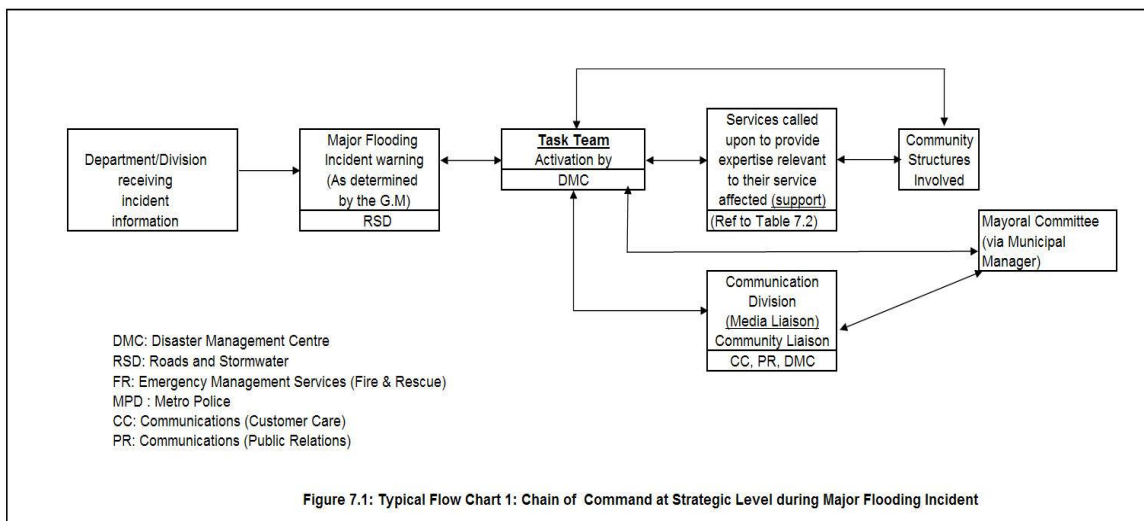 Department/Division
receiving
incident
information
Major Flooding
Incident warning
(As determined
by the G.M)
RSD
Task Team
Activation by
DMC
Services called
upon to provide
expertise relevant
to their service
affected (support)
(Ref to Table 7.2)
Community
Structures
Involved
Mayoral Committee
(via Municipal
Manager)
Communication
Division
(Media Liaison)
Community Liaison
CC, PR, DMC
DMC: Disaster Management Centre
RSD: Roads and Stormwater
FR: Emergency Management Services (Fire & Rescue)
MPD : Metro Police
CC: Communications (Customer Care)
PR: Communications (Public Relations)
Figure 7.1: Typical Flow Chart 1: Chain of Command at Strategic Level during Major Flooding Incident